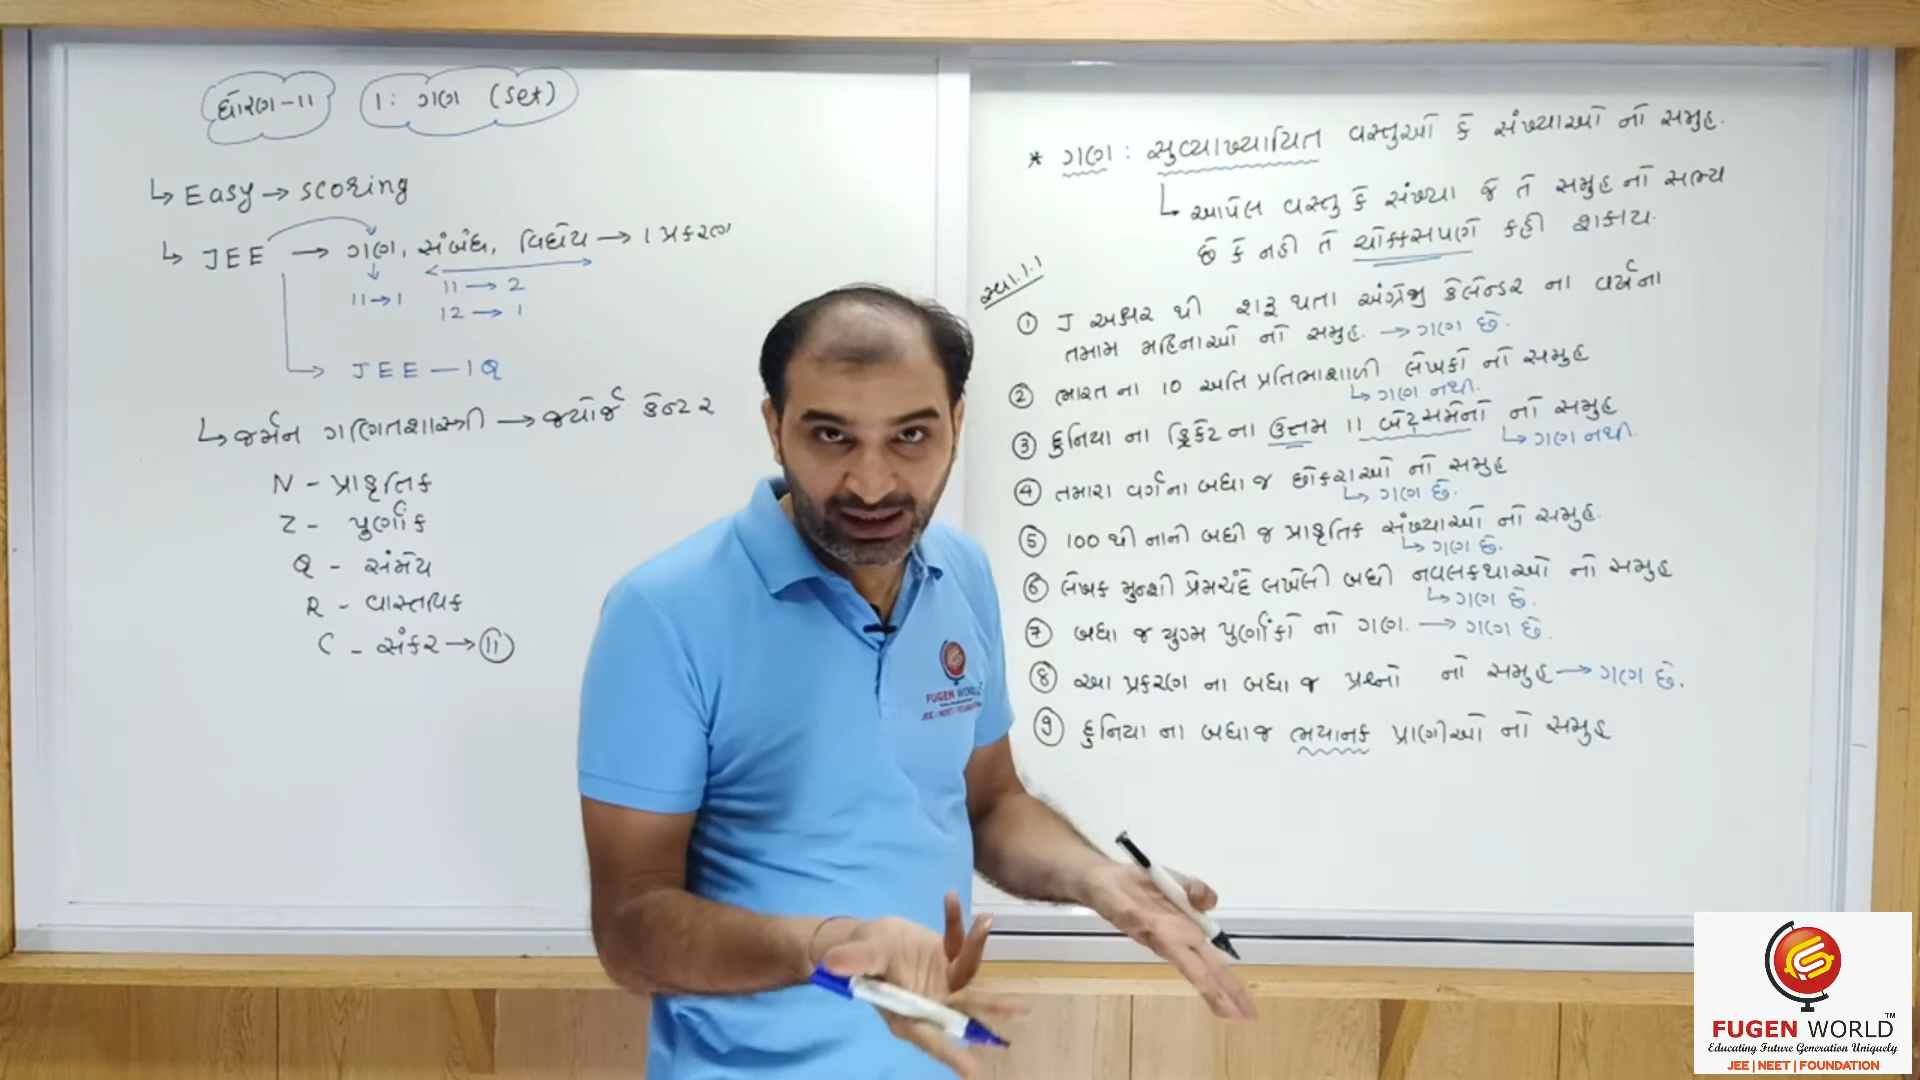 ધોરણ-11
1: ગણ (Set)
↳ Easy → scoring
↳ JEE → ગણ, સંબંધ, વિધેય → 1 પ્રકરણ
11→1
11 → 2
12 → 1
JEE — 1Q
↳ જર્મન ગણિતશાસ્ત્રી → જ્યોર્જ કેન્ટર
N - પ્રાકૃતિક
Z - પુર્ણાંક
Q - સંમેય
R - વાસ્તવિક
C - સંકર → 11
* ગણ : સુવ્યાખ્યાયિત વસ્તુઓ કે સંખ્યાઓ નો સમુહ.
↳ આપેલ વસ્તુ કે સંખ્યા જે તે સમુહ નો સભ્ય
છે કે નહી તે ચોક્કસપણે કહી શકાય.
સ્વા.1.1
① J અક્ષર થી શરૂ થતા અંગ્રેજી કેલેન્ડર ના વર્ષના
તમામ મહિનાઓ નો સમુહ. → ગણ છે.
② ભારત ના 10 અતિ પ્રતિભાશાળી લેખકો નો સમુહ
↳ ગણ નથી.
③ દુનિયા ના ક્રિકેટ ના ઉત્તમ 11 બેટ્સમેનો નો સમુહ
↳ ગણ નથી.
④ તમારા વર્ગના બધા જ છોકરાઓ નો સમુહ
↳ ગણ છે.
⑤ 100 થી નાની બધી જ પ્રાકૃતિક સંખ્યાઓ નો સમુહ.
↳ ગણ છે.
⑥ લેખક મુન્શી પ્રેમચંદે લખેલી બધી નવલકથાઓ નો સમુહ
↳ ગણ છે.
⑦ બધા જ યુગ્મ પુર્ણાંકો નો ગણ. → ગણ છે.
⑧ આ પ્રકરણ ના બધા જ પ્રશ્નો નો સમુહ → ગણ છે.
⑨ દુનિયા ના બધાજ ભયાનક પ્રાણીઓ નો સમુહ
FUGEN WORLD
JEE | NEET | FOUNDATION
FUGEN WORLD™
Educating Future Generation Uniquely
JEE | NEET | FOUNDATION